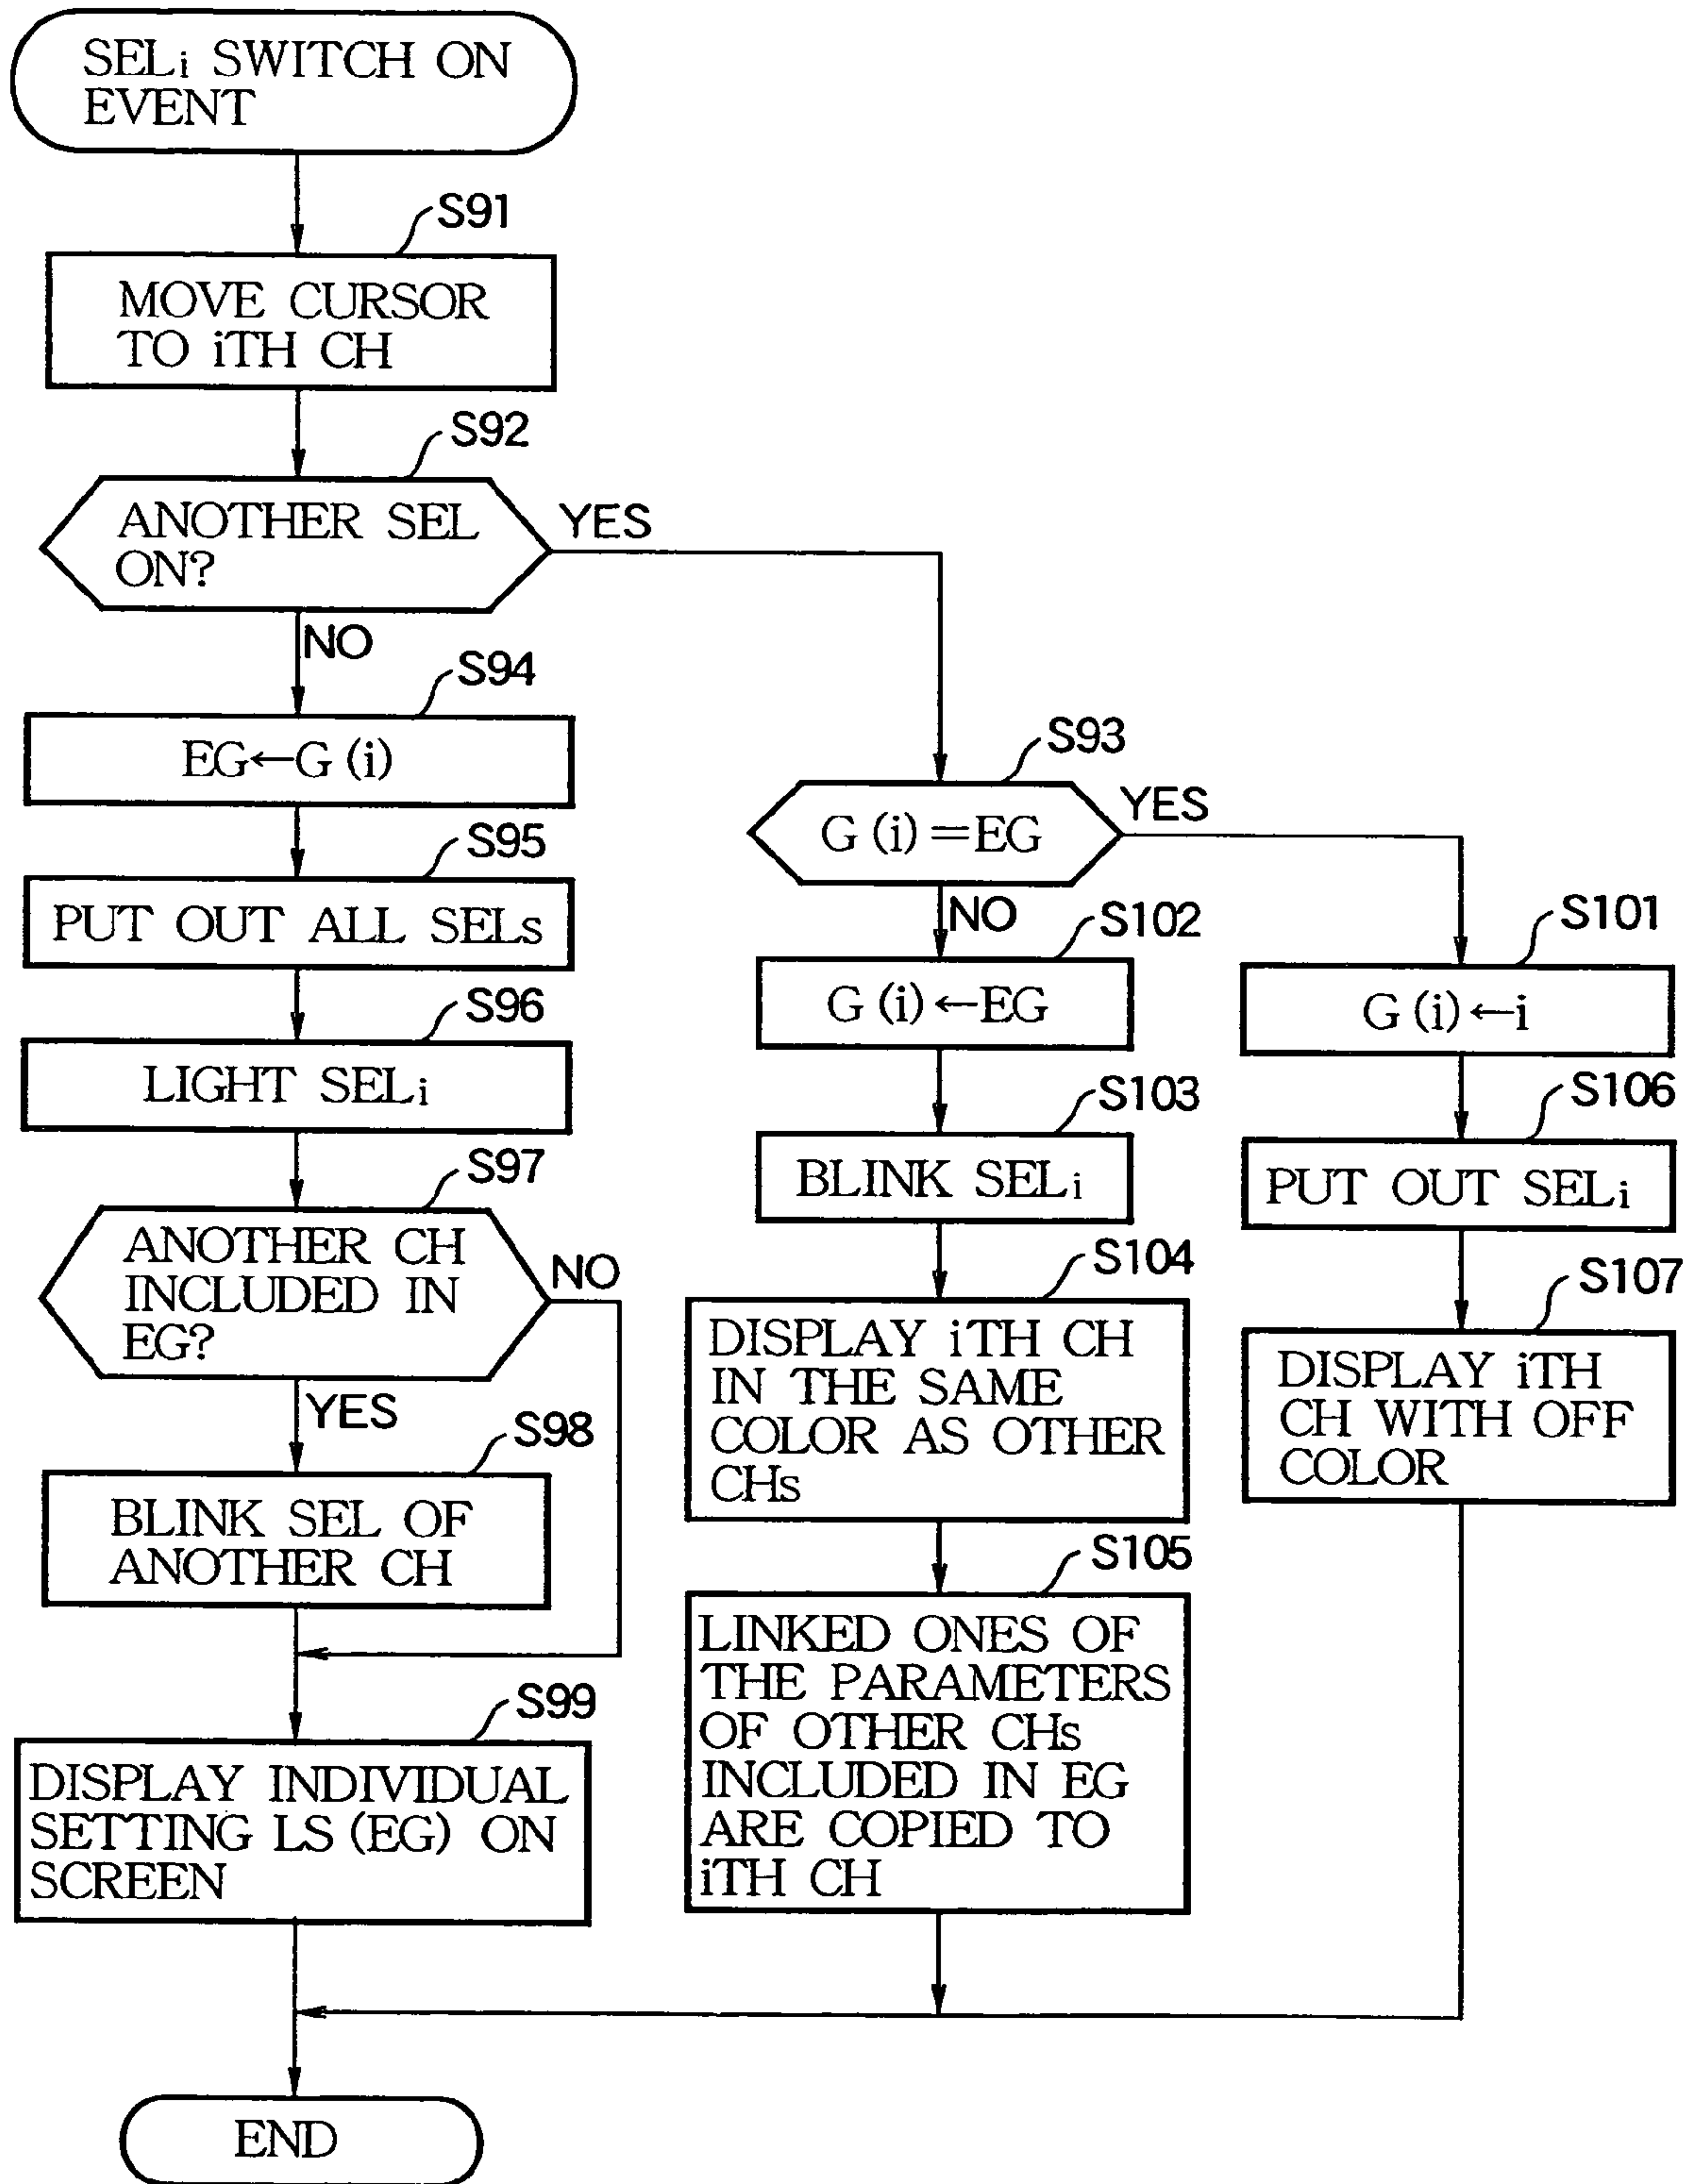 SELi SWITCH ON
EVENT
S91
MOVE CURSOR
TO iTH CH
S92
ANOTHER SEL
ON?
YES
NO
S94
EG←G (i)
S95
PUT OUT ALL SELs
S96
LIGHT SELi
S97
ANOTHER CH
INCLUDED IN
EG?
NO
YES
S98
BLINK SEL OF
ANOTHER CH
S99
DISPLAY INDIVIDUAL
SETTING LS (EG) ON
SCREEN
S93
G (i) = EG
YES
NO
S102
G (i) ←EG
S103
BLINK SELi
S104
DISPLAY iTH CH
IN THE SAME
COLOR AS OTHER
CHs
S105
LINKED ONES OF
THE PARAMETERS
OF OTHER CHs
INCLUDED IN EG
ARE COPIED TO
iTH CH
S101
G (i) ←i
S106
PUT OUT SELi
S107
DISPLAY iTH
CH WITH OFF
COLOR
END